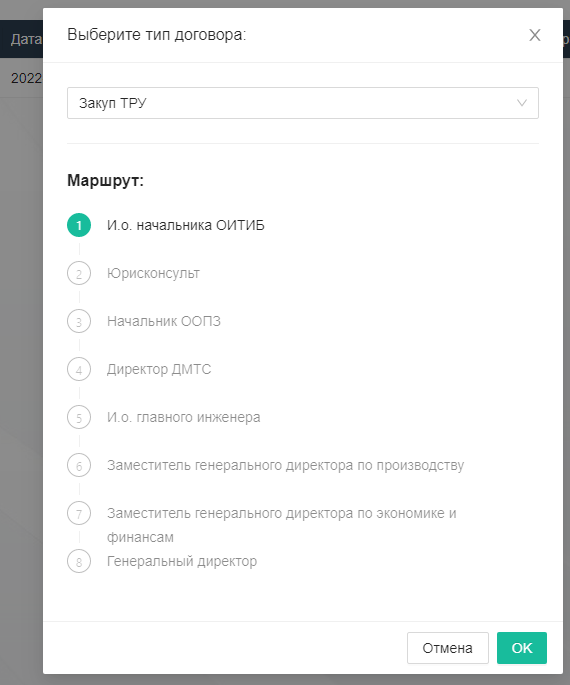 Выберите тип договора:
Дата
р
2022
Закуп ТРУ
Маршрут:
1 И.о. начальника ОИТИБ
2 Юрисконсульт
3 Начальник ООПЗ
4 Директор ДМТС
5 И.о. главного инженера
6 Заместитель генерального директора по производству
7 Заместитель генерального директора по экономике и
финансам
8 Генеральный директор
Отмена OK